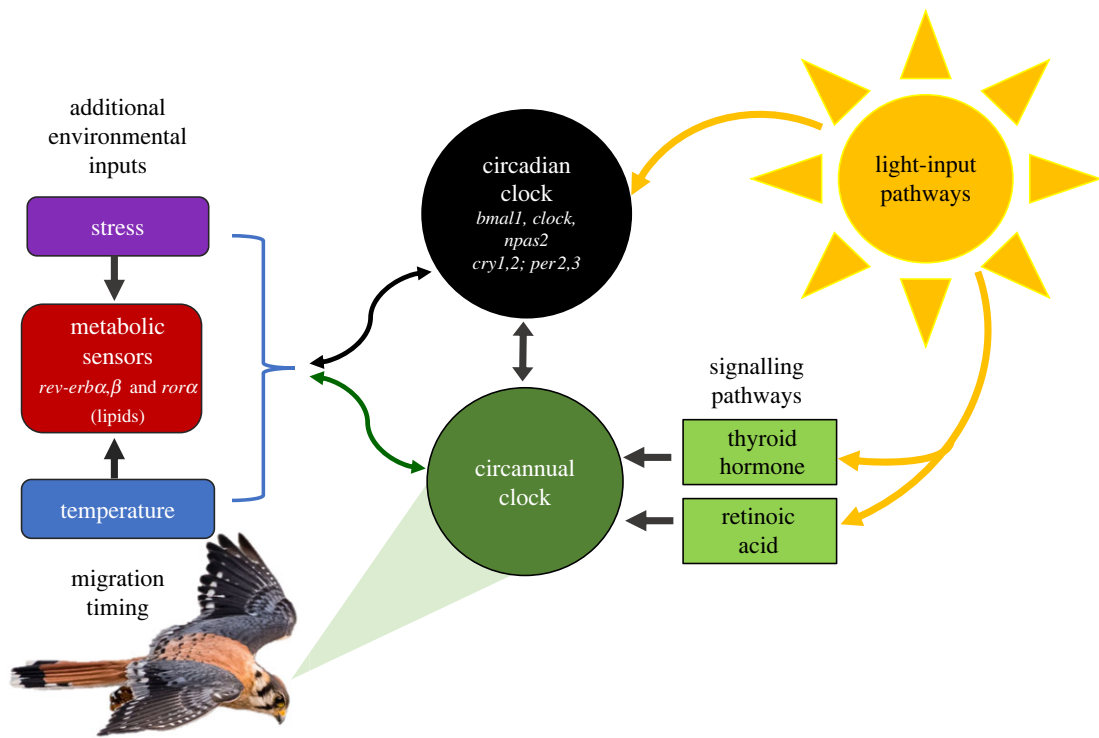 additional
environmental
inputs
stress
metabolic
sensors
rev-erbα,β and rorα
(lipids)
temperature
migration
timing
circadian
clock
bmal1, clock,
npas2
cry1,2; per2,3
circannual
clock
light-input
pathways
signalling
pathways
thyroid
hormone
retinoic
acid